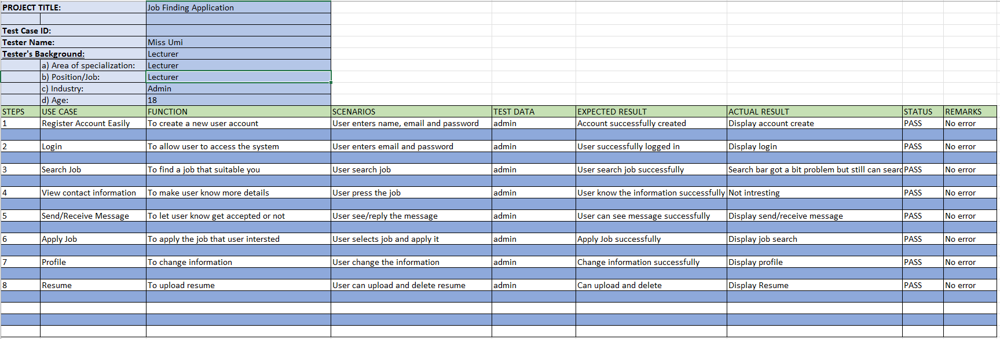 PROJECT TITLE: Job Finding Application
Test Case ID:
Tester Name: Miss Umi
Tester's Background: Lecturer
a) Area of specialization: Lecturer
b) Position/Job: Lecturer
c) Industry: Admin
d) Age: 18
STEPS USE CASE FUNCTION SCENARIOS TEST DATA EXPECTED RESULT ACTUAL RESULT STATUS REMARKS
1 Register Account Easily To create a new user account User enters name, email and password admin Account successfully created Display account create PASS No error
2 Login To allow user to access the system User enters email and password admin User successfully logged in Display login PASS No error
3 Search Job To find a job that suitable you User search job admin User search job successfully Search bar got a bit problem but still can searc PASS No error
4 View contact information To make user know more details User press the job admin User know the information successfully Not intresting PASS No error
5 Send/Receive Message To let user know get accepted or not User see/reply the message admin User can see message successfully Display send/receive message PASS No error
6 Apply Job To apply the job that user intersted User selects job and apply it admin Apply Job successfully Display job search PASS No error
7 Profile To change information User change the information admin Change information successfully Display profile PASS No error
8 Resume To upload resume User can upload and delete resume admin Can upload and delete Display Resume PASS No error